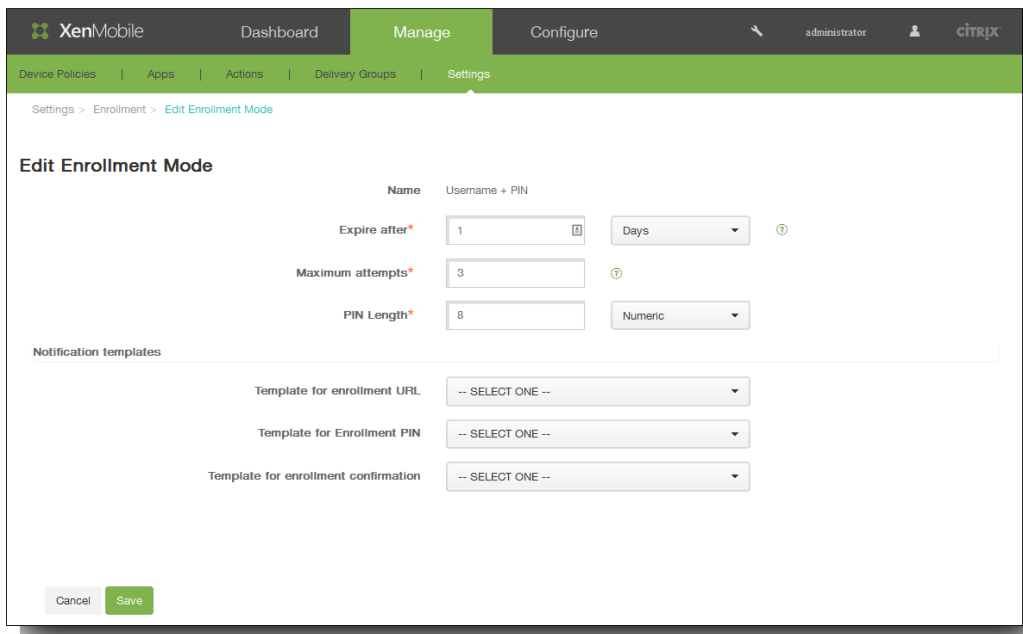 XenMobile Dashboard Manage Configure administrator CITRIX
Device Policies | Apps | Actions | Delivery Groups | Settings
Settings > Enrollment > Edit Enrollment Mode
Edit Enrollment Mode
Name Username + PIN
Expire after* 1 Days ?
Maximum attempts* 3 ?
PIN Length* 8 Numeric
Notification templates
Template for enrollment URL -- SELECT ONE --
Template for Enrollment PIN -- SELECT ONE --
Template for enrollment confirmation -- SELECT ONE --
Cancel Save